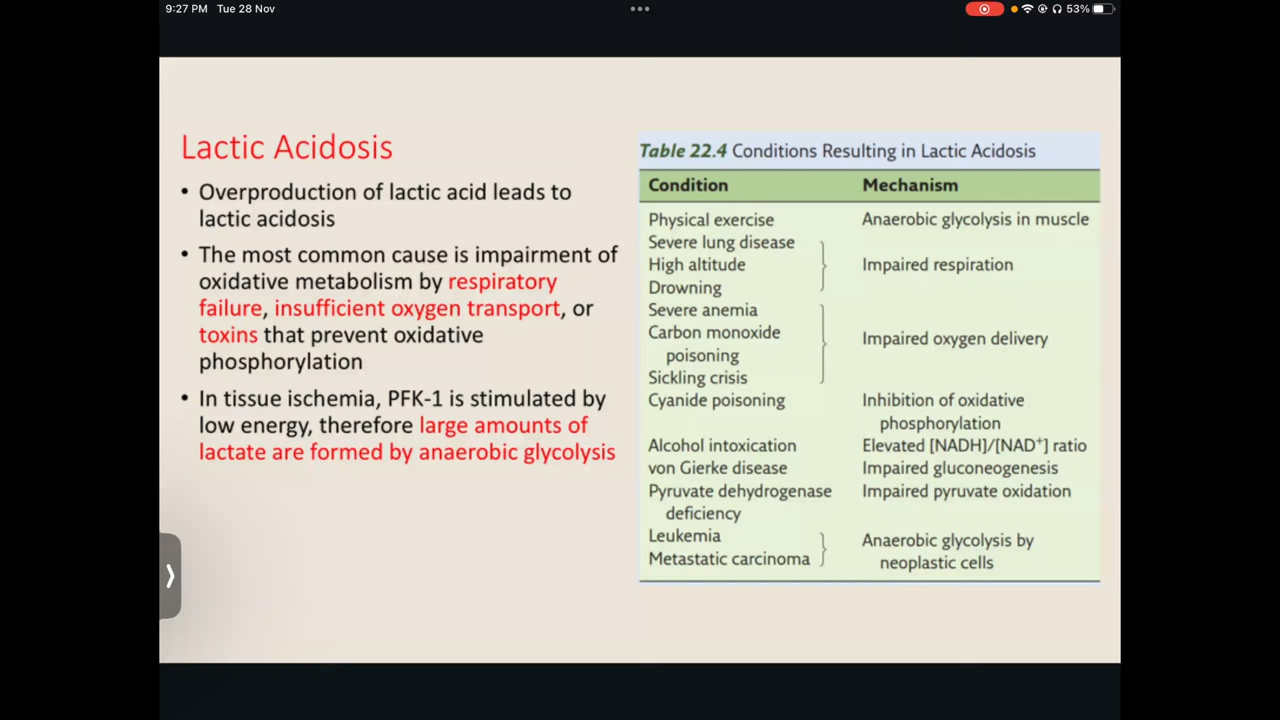 9:27 PM Tue 28 Nov
53%
Lactic Acidosis
• Overproduction of lactic acid leads to
lactic acidosis
• The most common cause is impairment of
oxidative metabolism by respiratory
failure, insufficient oxygen transport, or
toxins that prevent oxidative
phosphorylation
• In tissue ischemia, PFK-1 is stimulated by
low energy, therefore large amounts of
lactate are formed by anaerobic glycolysis
Table 22.4 Conditions Resulting in Lactic Acidosis
Condition Mechanism
Physical exercise Anaerobic glycolysis in muscle
Severe lung disease
High altitude Impaired respiration
Drowning
Severe anemia
Carbon monoxide Impaired oxygen delivery
poisoning
Sickling crisis
Cyanide poisoning Inhibition of oxidative
phosphorylation
Alcohol intoxication Elevated [NADH]/[NAD⁺] ratio
von Gierke disease Impaired gluconeogenesis
Pyruvate dehydrogenase Impaired pyruvate oxidation
deficiency
Leukemia Anaerobic glycolysis by
Metastatic carcinoma neoplastic cells